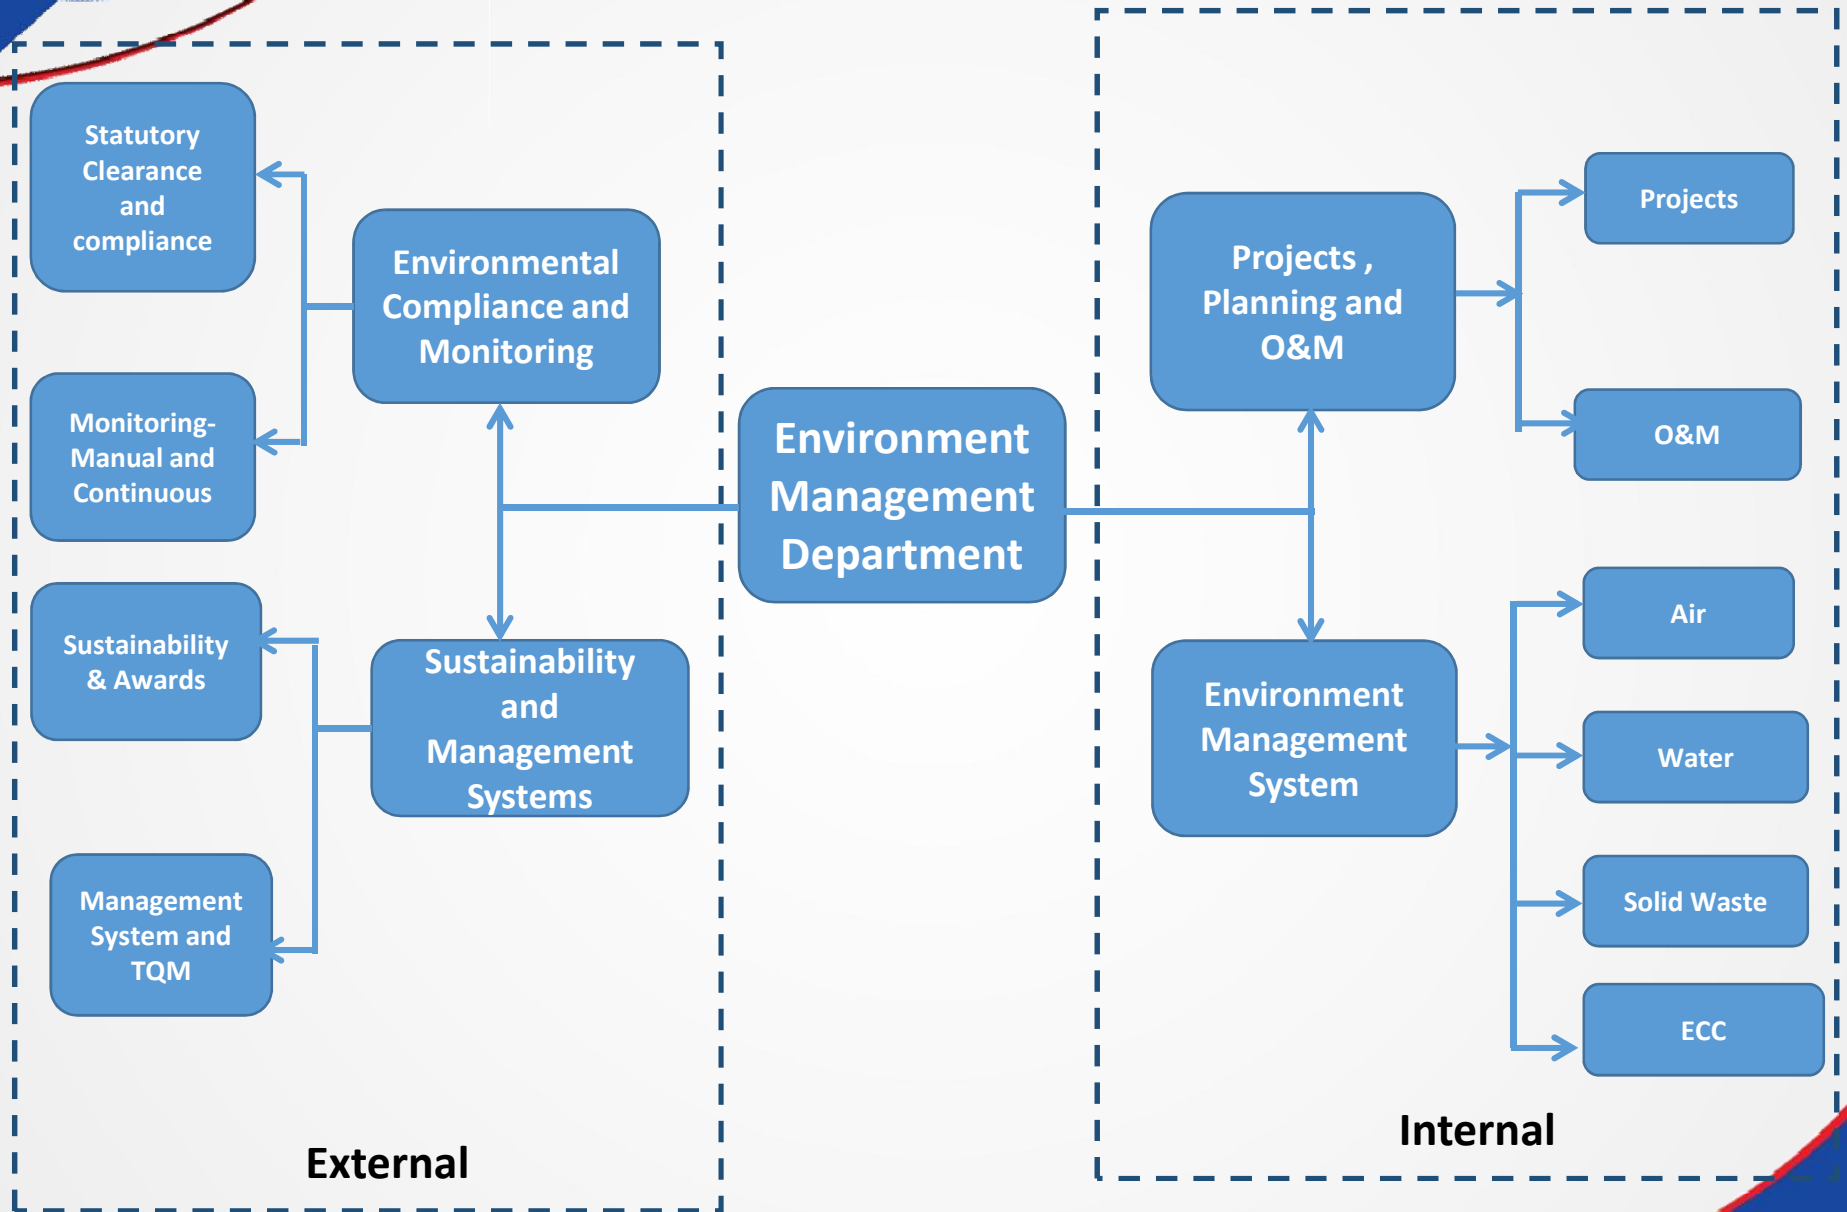 Statutory
Clearance
and
compliance
Environmental
Compliance and
Monitoring
Monitoring-
Manual and
Continuous
Sustainability
& Awards
Sustainability
and
Management
Systems
Management
System and
TQM
External
Environment
Management
Department
Projects ,
Planning and
O&M
Projects
O&M
Environment
Management
System
Air
Water
Solid Waste
ECC
Internal